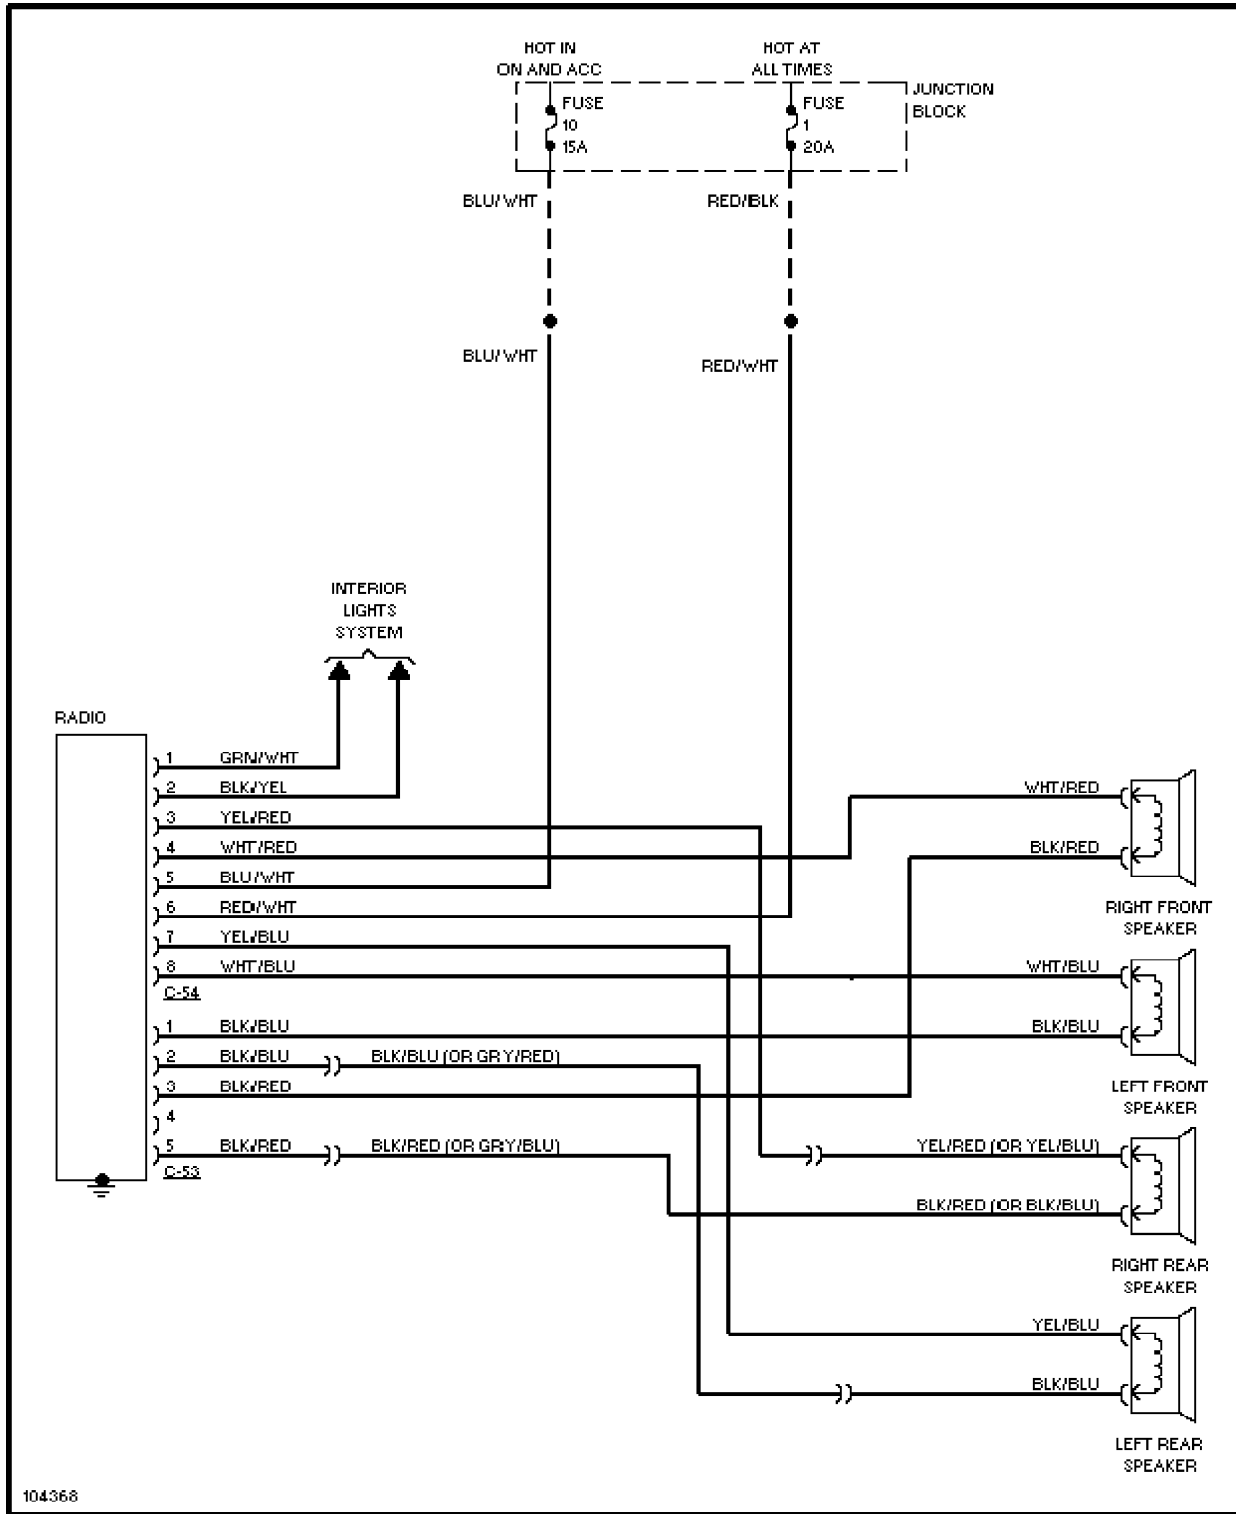 HOT IN
ON AND ACC
HOT AT
ALL TIMES
JUNCTION
BLOCK
FUSE
10
15A
FUSE
1
20A
BLU/WHT
RED/BLK
BLU/WHT
RED/WHT
INTERIOR
LIGHTS
SYSTEM
RADIO
1 GRN/WHT
2 BLK/YEL
3 YEL/RED
4 WHT/RED
5 BLU/WHT
6 RED/WHT
7 YEL/BLU
8 WHT/BLU
C-54
1 BLK/BLU
2 BLK/BLU BLK/BLU (OR GRY/RED)
3 BLK/RED
4
5 BLK/RED BLK/RED (OR GRY/BLU)
C-53
WHT/RED
BLK/RED
RIGHT FRONT
SPEAKER
WHT/BLU
BLK/BLU
LEFT FRONT
SPEAKER
YEL/RED (OR YEL/BLU)
BLK/RED (OR BLK/BLU)
RIGHT REAR
SPEAKER
YEL/BLU
BLK/BLU
LEFT REAR
SPEAKER
104368